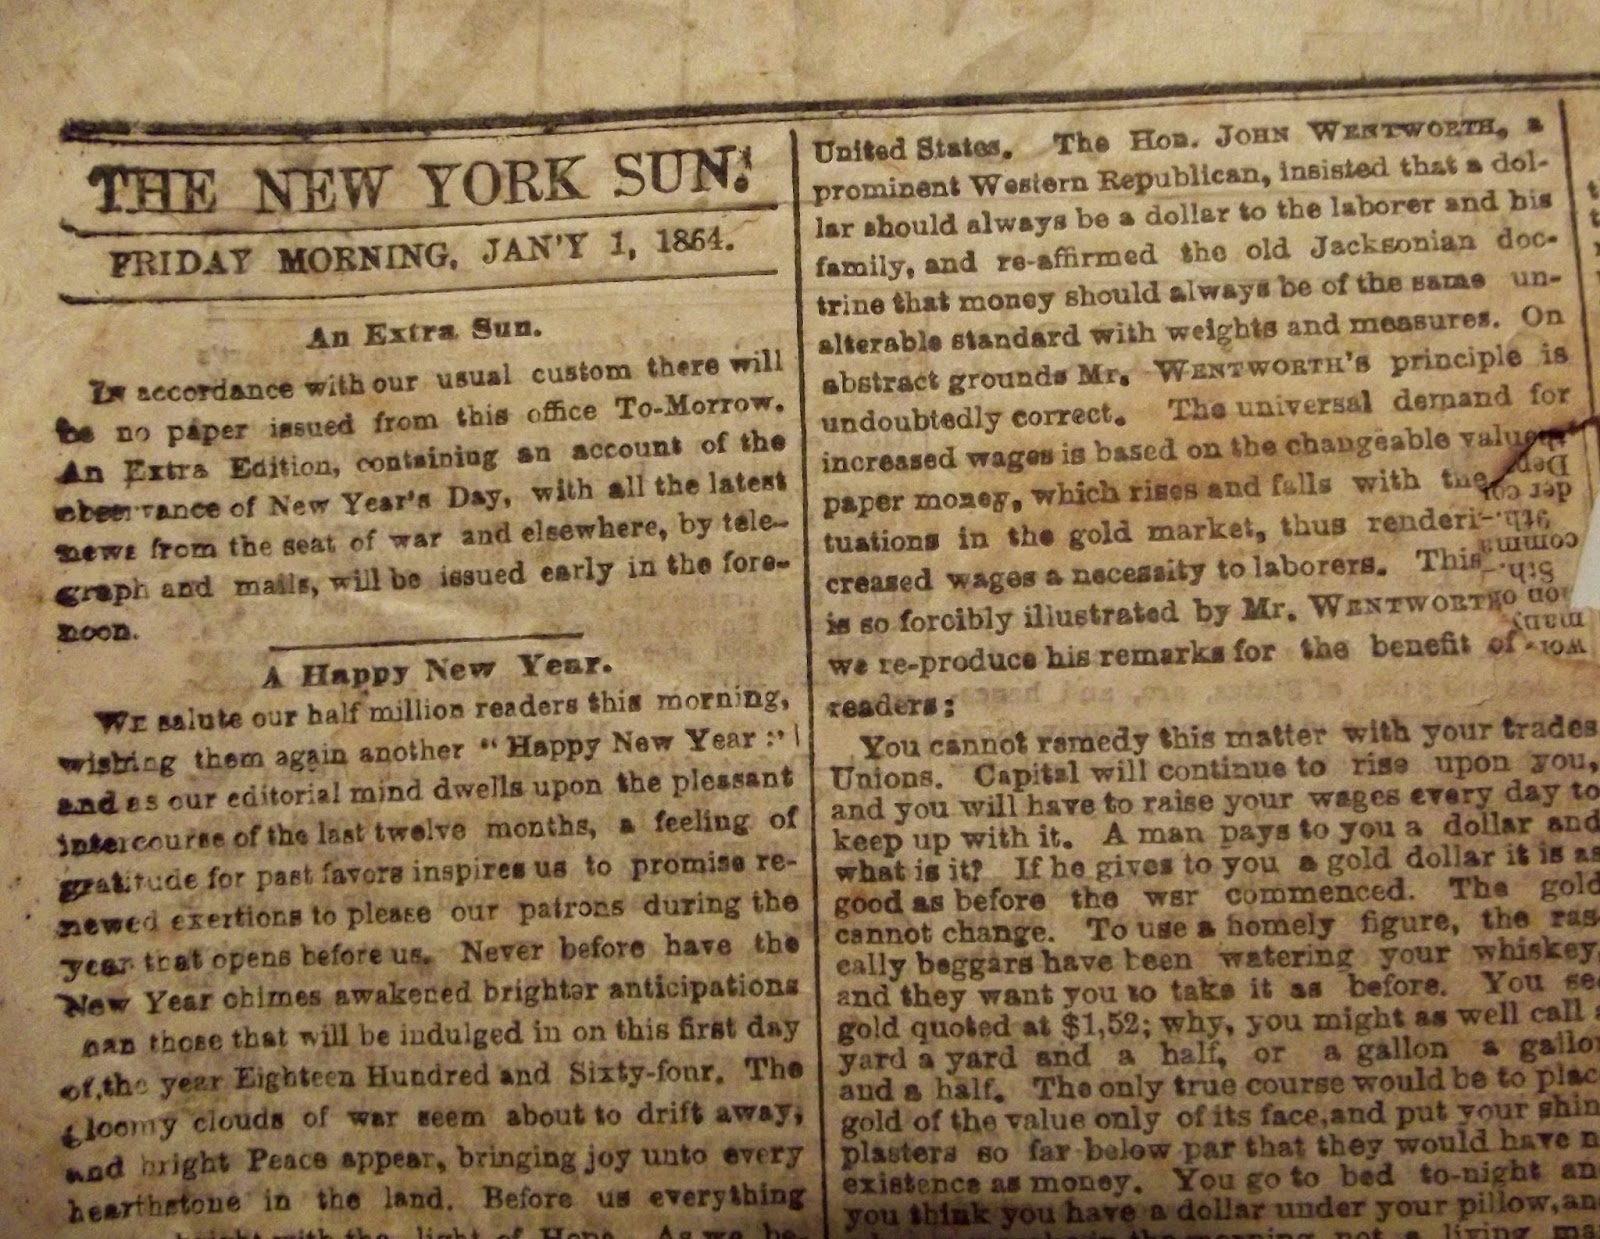 THE NEW YORK SUN.
FRIDAY MORNING, JAN'Y 1, 1864.
An Extra Sun.
In accordance with our usual custom there will
be no paper issued from this office To-Morrow.
An Extra Edition, containing an account of the
observance of New Year's Day, with all the latest
news from the seat of war and elsewhere, by tele-
graph and mails, will be issued early in the fore-
noon.
A Happy New Year.
We salute our half million readers this morning,
wishing them again another "Happy New Year:"
and as our editorial mind dwells upon the pleasant
intercourse of the last twelve months, a feeling of
gratitude for past favors inspires us to promise re-
newed exertions to please our patrons during the
year that opens before us. Never before have the
New Year chimes awakened brighter anticipations
han those that will be indulged in on this first day
of the year Eighteen Hundred and Sixty-four. The
gloomy clouds of war seem about to drift away,
and bright Peace appear, bringing joy unto every
hearthstone in the land. Before us everything
bright with the light of Hope. As we be-
United States. The Hon. JOHN WENTWORTH, a
prominent Western Republican, insisted that a dol-
lar should always be a dollar to the laborer and his
family, and re-affirmed the old Jacksonian doc-
trine that money should always be of the same un-
alterable standard with weights and measures. On
abstract grounds Mr. WENTWORTH'S principle is
undoubtedly correct. The universal demand for
increased wages is based on the changeable value
paper money, which rises and falls with the
tuations in the gold market, thus renderi
creased wages a necessity to laborers. This
is so forcibly illustrated by Mr. WENTWORT
we re-produce his remarks for the benefit of
readers:
You cannot remedy this matter with your trades
Unions. Capital will continue to rise upon you,
and you will have to raise your wages every day to
keep up with it. A man pays to you a dollar and
what is it? If he gives to you a gold dollar it is as
good as before the war commenced. The gold
cannot change. To use a homely figure, the ras-
cally beggars have been watering your whiskey,
and they want you to take it as before. You see
gold quoted at $1,52; why, you might as well call a
yard a yard and a half, or a gallon a gallon
and a half. The only true course would be to plac
gold of the value only of its face, and put your shin
plasters so far below par that they would have n
existence as money. You go to bed to-night an
you think you have a dollar under your pillow, an